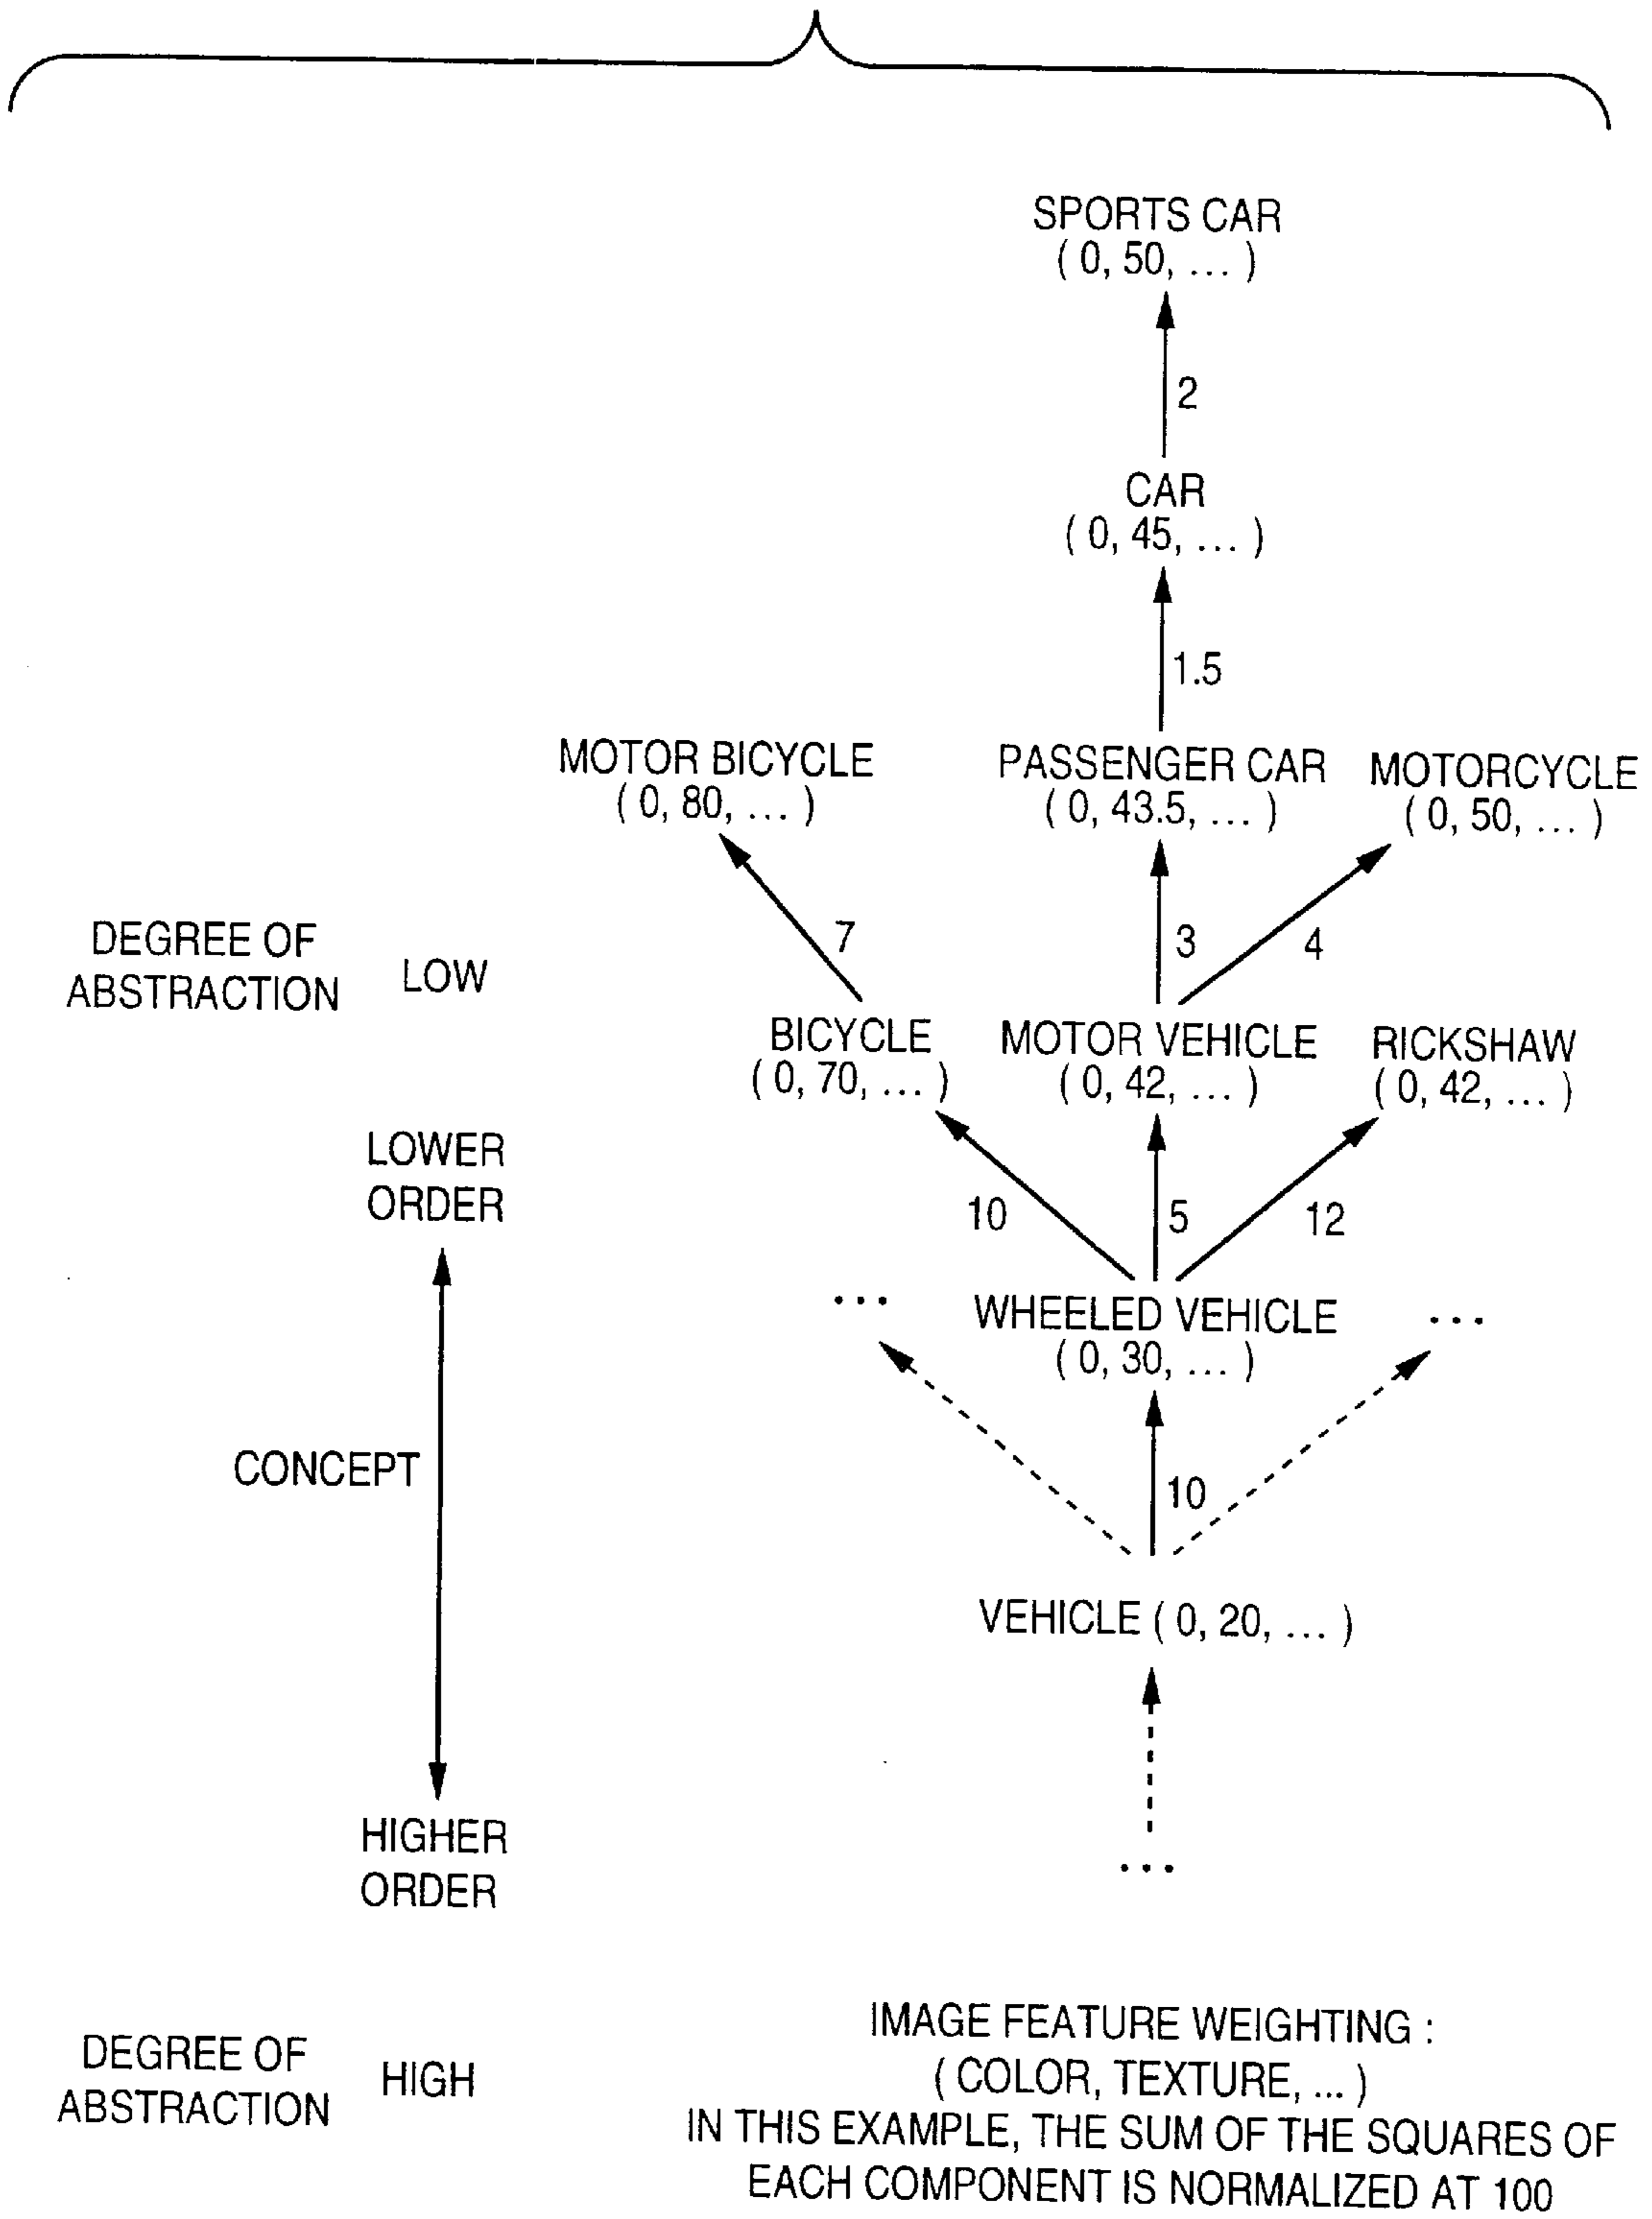 SPORTS CAR
( 0, 50, ... )
2
CAR
( 0, 45, ... )
1.5
MOTOR BICYCLE
( 0, 80, ... )
PASSENGER CAR
( 0, 43.5, ... )
MOTORCYCLE
( 0, 50, ... )
7
3
4
DEGREE OF
ABSTRACTION
LOW
BICYCLE
( 0, 70, ... )
MOTOR VEHICLE
( 0, 42, ... )
RICKSHAW
( 0, 42, ... )
LOWER
ORDER
10
5
12
...
WHEELED VEHICLE
( 0, 30, ... )
...
CONCEPT
10
VEHICLE ( 0, 20, ... )
HIGHER
ORDER
...
DEGREE OF
ABSTRACTION
HIGH
IMAGE FEATURE WEIGHTING :
( COLOR, TEXTURE, ... )
IN THIS EXAMPLE, THE SUM OF THE SQUARES OF
EACH COMPONENT IS NORMALIZED AT 100